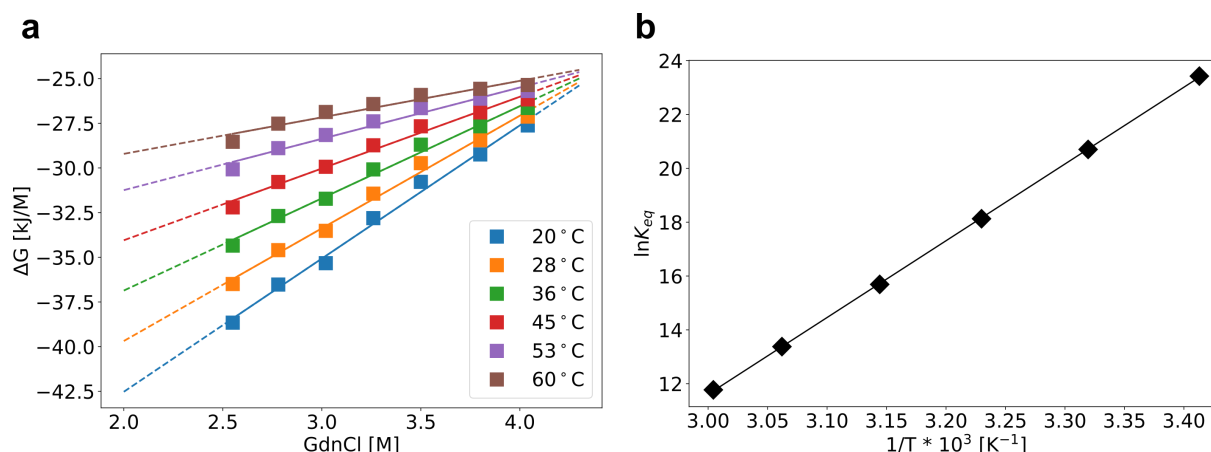 a
−25.0
−27.5
−30.0
−32.5
−35.0
−37.5
−40.0
−42.5
ΔG [kJ/M]
20°C
28°C
36°C
45°C
53°C
60°C
2.0 2.5 3.0 3.5 4.0
GdnCl [M]
b
24
22
20
18
16
14
12
lnK_eq
3.00 3.05 3.10 3.15 3.20 3.25 3.30 3.35 3.40
1/T * 10³ [K⁻¹]